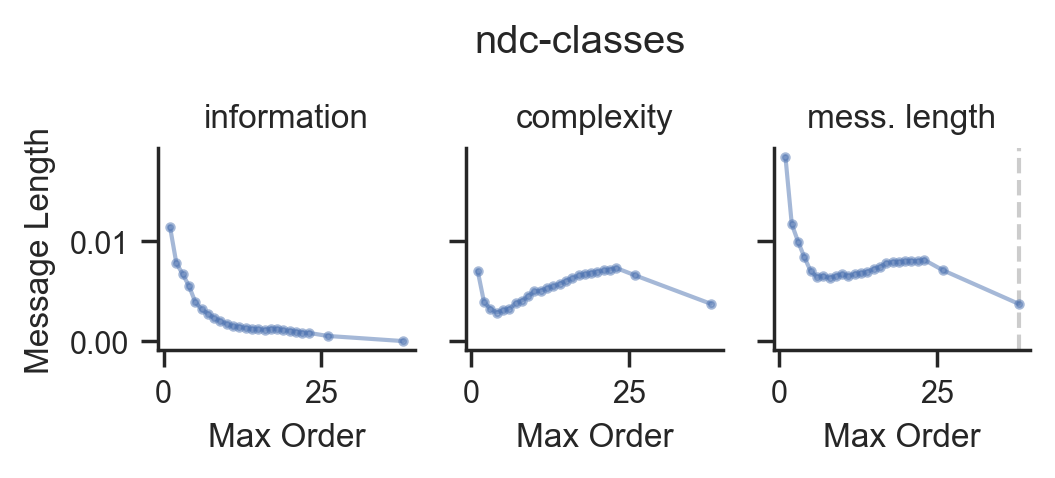 ndc-classes
information
complexity
mess. length
Message Length
0.01
0.00
0
25
0
25
0
25
Max Order
Max Order
Max Order